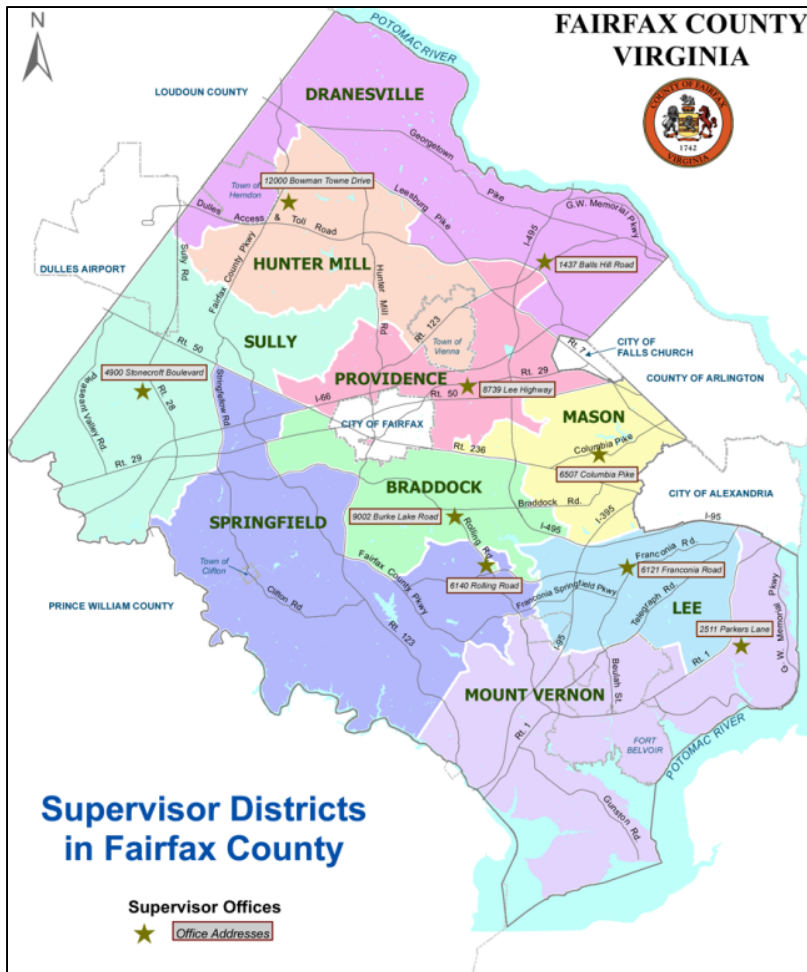 N
POTOMAC RIVER
FAIRFAX COUNTY
VIRGINIA
COUNTY OF FAIRFAX
1742
VIRGINIA
LOUDOUN COUNTY
DRANESVILLE
Georgetown
Pike
12000 Bowman Towne Drive
Town of
Herndon
Leesburg
Pike
G.W. Memorial Pkwy
Dulles
Access & Toll
Road
I-495
1437 Balls Hill Road
DULLES AIRPORT
Sully Rd
Fairfax County Pkwy
HUNTER MILL
Hunter
Mill
Rd
Rt. 123
Town of
Vienna
Rt. 7
CITY OF
FALLS CHURCH
SULLY
Rt. 50
4900 Stonecroft Boulevard
PROVIDENCE
Rt. 29
Rt. 50
8739 Lee Highway
COUNTY OF ARLINGTON
I-66
Pleasant Valley Rd.
Rt. 28
Stringfellow Rd.
CITY OF FAIRFAX
MASON
Rt. 29
Rt. 236
Columbia Pike
6507 Columbia Pike
BRADDOCK
Braddock
Rd.
CITY OF ALEXANDRIA
SPRINGFIELD
9002 Burke Lake Road
I-495
I-395
I-95
Rolling Rd.
Franconia Rd.
Town of
Clifton
Fairfax County Pkwy
6140 Rolling Road
6121 Franconia Road
Franconia Springfield Pkwy
Telegraph Rd.
PRINCE WILLIAM COUNTY
Clifton Rd.
LEE
G. W. Memorial Pkwy
Rt. 123
I-95
2511 Parkers Lane
Rt. 1
Beulah St.
MOUNT VERNON
Rt. 1
FORT
BELVOIR
POTOMAC RIVER
Gunston Rd.
Supervisor Districts
in Fairfax County
Supervisor Offices
Office Addresses